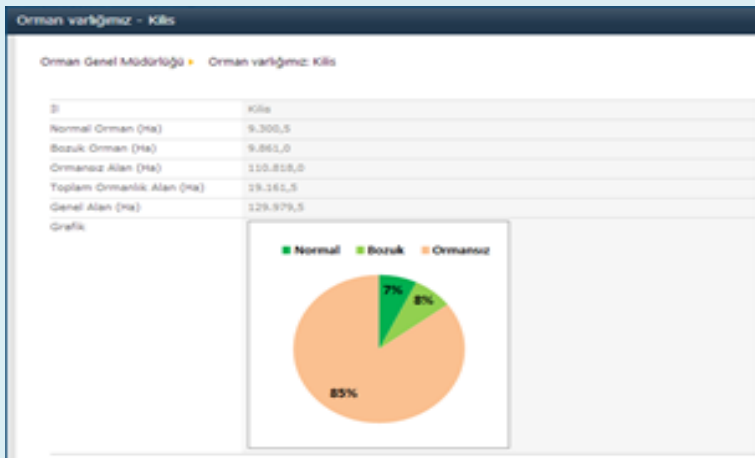 Orman varlığımız - Kilis
Orman Genel Müdürlüğü ▸ Orman varlığımız: Kilis
İl Kilis
Normal Orman (Ha) 9.300,5
Bozuk Orman (Ha) 9.861,0
Ormansız Alan (Ha) 110.818,0
Toplam Ormanlık Alan (Ha) 19.161,5
Genel Alan (Ha) 129.979,5
Grafik
Normal Bozuk Ormansız
7%
8%
85%